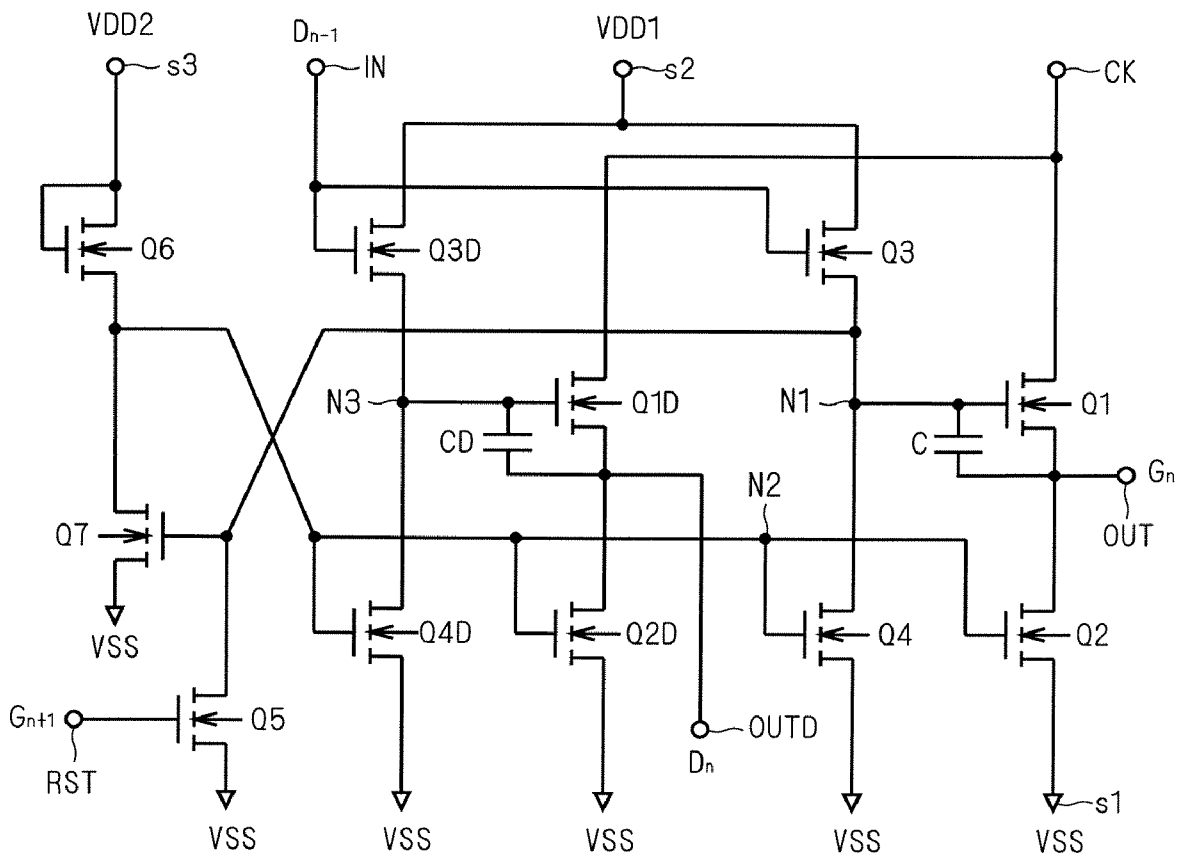 VDD2
Dn-1
VDD1
s3
IN
s2
CK
Q6
Q3D
Q3
N3
Q1D
N1
Q1
CD
C
Gn
N2
OUT
Q7
VSS
Q4D
Q2D
Q4
Q2
Gn+1
Q5
OUTD
RST
Dn
s1
VSS
VSS
VSS
VSS
VSS